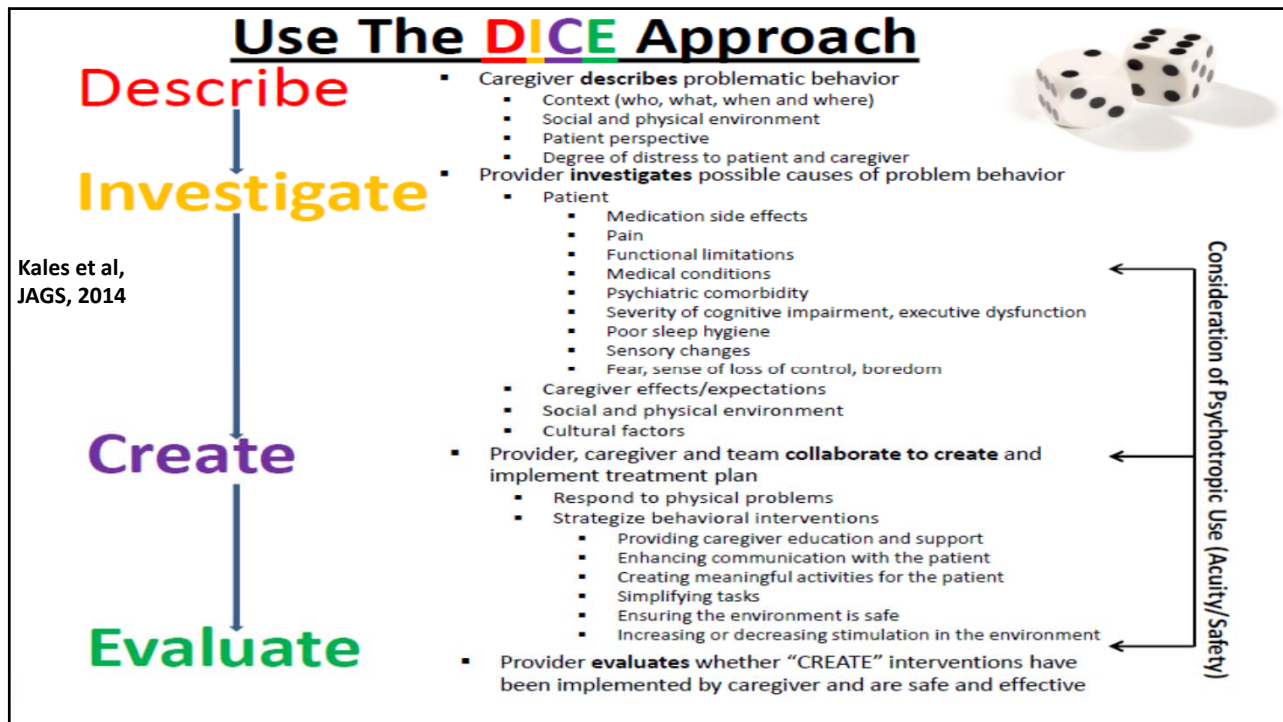 Use The DICE Approach
Describe
▪ Caregiver describes problematic behavior
▪ Context (who, what, when and where)
▪ Social and physical environment
▪ Patient perspective
▪ Degree of distress to patient and caregiver
Investigate
▪ Provider investigates possible causes of problem behavior
▪ Patient
▪ Medication side effects
▪ Pain
▪ Functional limitations
▪ Medical conditions
▪ Psychiatric comorbidity
▪ Severity of cognitive impairment, executive dysfunction
▪ Poor sleep hygiene
▪ Sensory changes
▪ Fear, sense of loss of control, boredom
▪ Caregiver effects/expectations
▪ Social and physical environment
▪ Cultural factors
Kales et al,
JAGS, 2014
Create
▪ Provider, caregiver and team collaborate to create and
implement treatment plan
▪ Respond to physical problems
▪ Strategize behavioral interventions
▪ Providing caregiver education and support
▪ Enhancing communication with the patient
▪ Creating meaningful activities for the patient
▪ Simplifying tasks
▪ Ensuring the environment is safe
▪ Increasing or decreasing stimulation in the environment
Evaluate
▪ Provider evaluates whether “CREATE” interventions have
been implemented by caregiver and are safe and effective
Consideration of Psychotropic Use (Acuity/Safety)